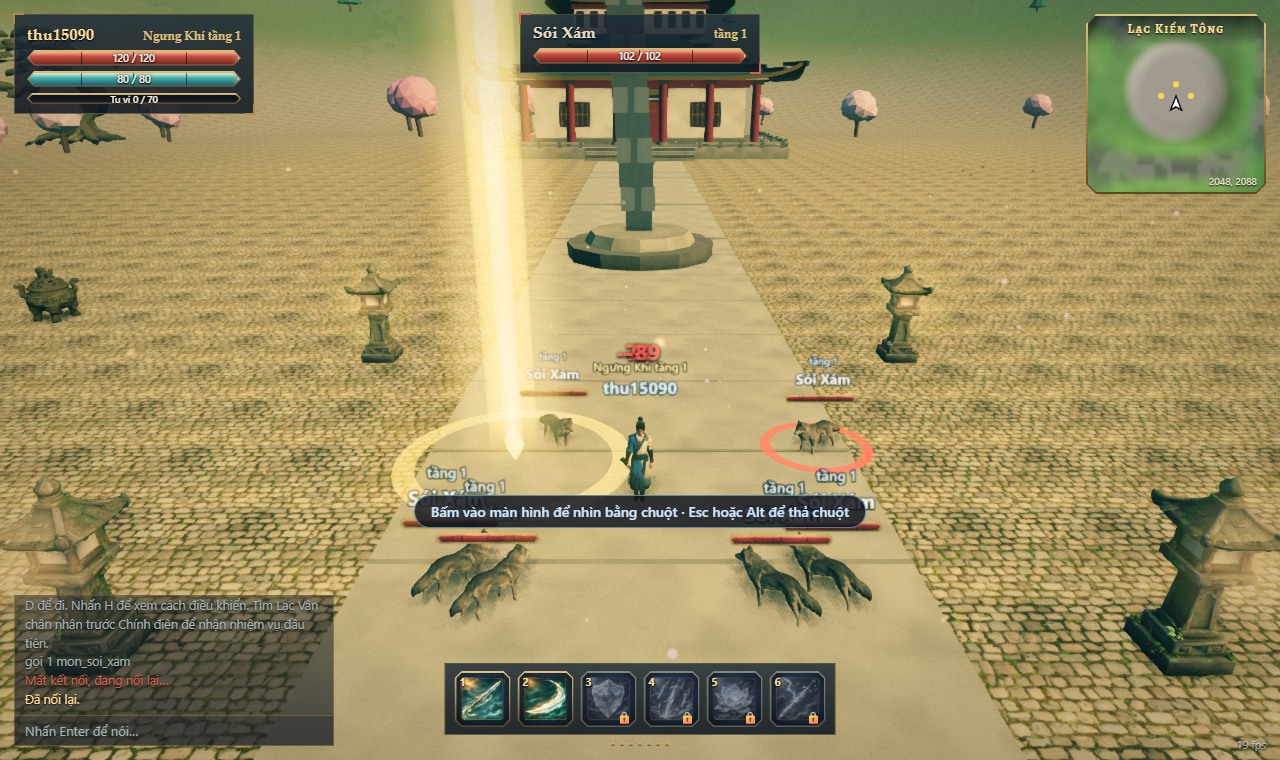 thu15090
Ngưng Khí tầng 1
120 / 120
80 / 80
Tu vi 0 / 70
Sói Xám
tầng 1
102 / 102
LẠC KIẾM TÔNG
2048, 2088
Ngưng Khí tầng 1
thu15090
tầng 1
Sói Xám
tầng 1
Sói Xám
tầng 1
tầng 1
tầng 1
tầng 1
Bấm vào màn hình để nhìn bằng chuột · Esc hoặc Alt để thả chuột
D để đi. Nhấn H để xem cách điều khiển. Tìm Lạc Vân
chân nhân trước Chính điện để nhận nhiệm vụ đầu
tiên.
gọi 1 mon_soi_xam
Mất kết nối, đang nối lại...
Đã nối lại.
Nhấn Enter để nói...
1
2
3
4
5
6
19 fps